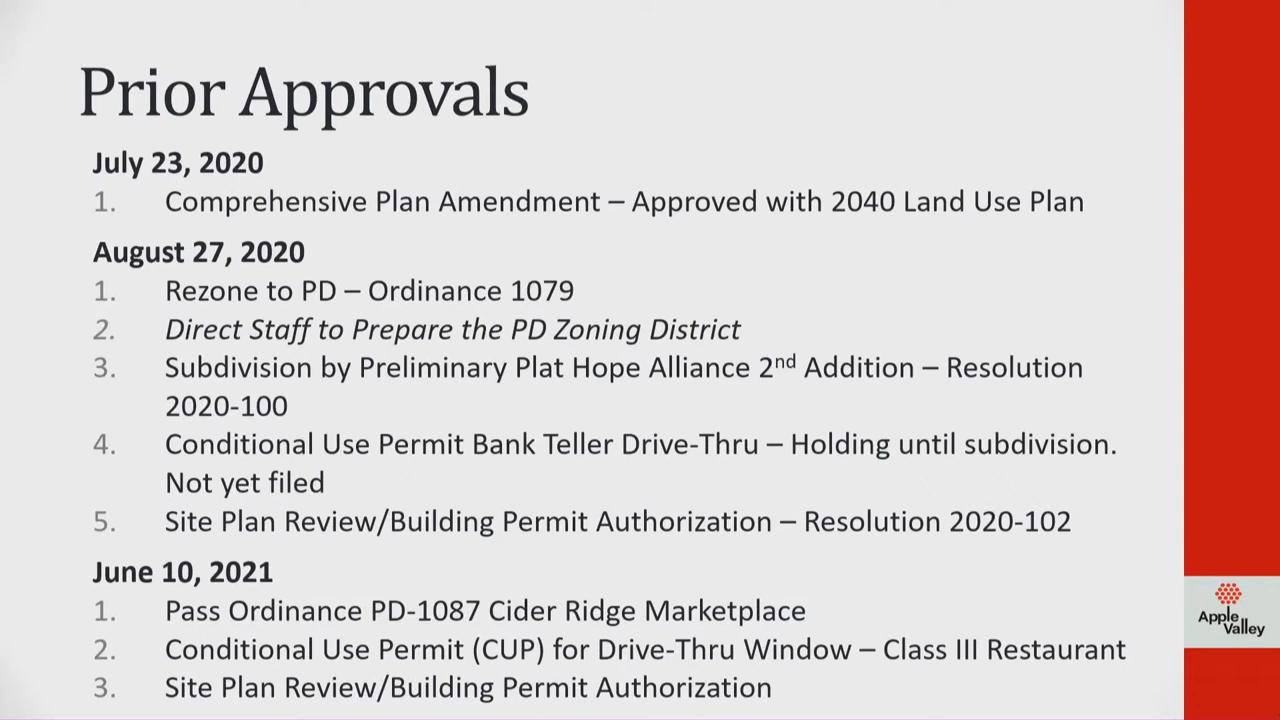 Prior Approvals
July 23, 2020
1. Comprehensive Plan Amendment – Approved with 2040 Land Use Plan
August 27, 2020
1. Rezone to PD – Ordinance 1079
2. Direct Staff to Prepare the PD Zoning District
3. Subdivision by Preliminary Plat Hope Alliance 2nd Addition – Resolution
2020-100
4. Conditional Use Permit Bank Teller Drive-Thru – Holding until subdivision.
Not yet filed
5. Site Plan Review/Building Permit Authorization – Resolution 2020-102
June 10, 2021
1. Pass Ordinance PD-1087 Cider Ridge Marketplace
2. Conditional Use Permit (CUP) for Drive-Thru Window – Class III Restaurant
3. Site Plan Review/Building Permit Authorization
Apple
Valley